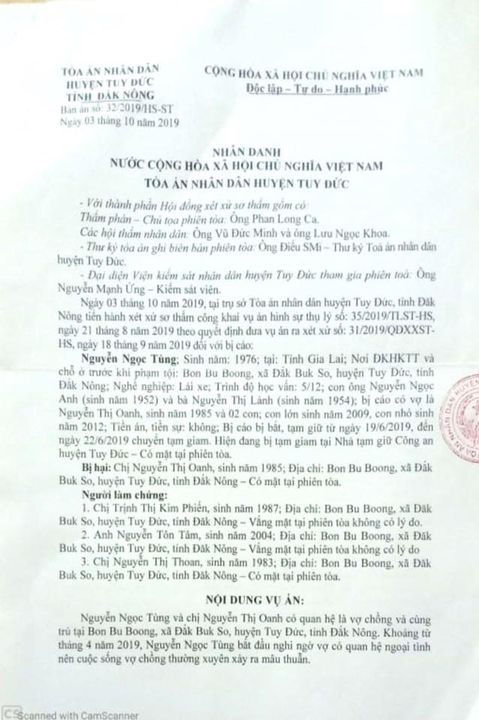 TÒA ÁN NHÂN DÂN
HUYỆN TUY ĐỨC
TỈNH ĐĂK NÔNG
Bản án số: 32/2019/HS-ST
Ngày 03 tháng 10 năm 2019
CỘNG HÒA XÃ HỘI CHỦ NGHĨA VIỆT NAM
Độc lập – Tự do – Hạnh phúc
NHÂN DANH
NƯỚC CỘNG HÒA XÃ HỘI CHỦ NGHĨA VIỆT NAM
TÒA ÁN NHÂN DÂN HUYỆN TUY ĐỨC
- Với thành phần Hội đồng xét xử sơ thẩm gồm có:
Thẩm phán – Chủ tọa phiên tòa: Ông Phan Long Ca.
Các hội thẩm nhân dân: Ông Vũ Đức Minh và ông Lưu Ngọc Khoa.
- Thư ký tòa án ghi biên bản phiên tòa: Ông Điểu SMi – Thư ký Toà án nhân dân
huyện Tuy Đức.
- Đại diện Viện kiểm sát nhân dân huyện Tuy Đức tham gia phiên toà: Ông
Nguyễn Mạnh Ứng – Kiểm sát viên.
Ngày 03 tháng 10 năm 2019, tại trụ sở Tòa án nhân dân huyện Tuy Đức, tỉnh Đăk
Nông tiến hành xét xử sơ thẩm công khai vụ án hình sự thụ lý số: 35/2019/TLST-HS,
ngày 21 tháng 8 năm 2019 theo quyết định đưa vụ án ra xét xử số: 31/2019/QĐXXST-
HS, ngày 18 tháng 9 năm 2019 đối với bị cáo:
Nguyễn Ngọc Tùng; Sinh năm: 1976; tại: Tỉnh Gia Lai; Nơi ĐKHKTT và
chỗ ở trước khi phạm tội: Bon Bu Boong, xã Đăk Buk So, huyện Tuy Đức, tỉnh
Đăk Nông; Nghề nghiệp: Lái xe; Trình độ học vấn: 5/12; con ông Nguyễn Ngọc
Anh (sinh năm 1952) và bà Nguyễn Thị Lành (sinh năm 1954); bị cáo có vợ là
Nguyễn Thị Oanh, sinh năm 1985 và 02 con; con lớn sinh năm 2009, con nhỏ sinh
năm 2012; Tiền án, tiền sự: không; Bị cáo bị bắt, tạm giữ từ ngày 19/6/2019, đến
ngày 22/6/2019 chuyển tạm giam. Hiện đang bị tạm giam tại Nhà tạm giữ Công an
huyện Tuy Đức – Có mặt tại phiên tòa.
Bị hại: Chị Nguyễn Thị Oanh, sinh năm 1985; Địa chỉ: Bon Bu Boong, xã Đăk
Buk So, huyện Tuy Đức, tỉnh Đăk Nông – Có mặt tại phiên tòa.
Người làm chứng:
1. Chị Trịnh Thị Kim Phiến, sinh năm 1987; Địa chỉ: Bon Bu Boong, xã Đăk
Buk So, huyện Tuy Đức, tỉnh Đăk Nông – Vắng mặt tại phiên tòa không có lý do.
2. Anh Nguyễn Tôn Tâm, sinh năm 2004; Địa chỉ: Bon Bu Boong, xã Đăk
Buk So, huyện Tuy Đức, tỉnh Đăk Nông – Vắng mặt tại phiên tòa không có lý do
3. Chị Nguyễn Thị Thoan, sinh năm 1983; Địa chỉ: Bon Bu Boong, xã Đăk
Buk So, huyện Tuy Đức, tỉnh Đăk Nông – Có mặt tại phiên tòa.
NỘI DUNG VỤ ÁN:
Nguyễn Ngọc Tùng và chị Nguyễn Thị Oanh có quan hệ là vợ chồng và cùng
trú tại Bon Bu Boong, xã Đăk Buk So, huyện Tuy Đức, tỉnh Đắk Nông. Khoảng từ
tháng 4 năm 2019, Nguyễn Ngọc Tùng bắt đầu nghi ngờ vợ có quan hệ ngoại tình
nên cuộc sống vợ chồng thường xuyên xảy ra mâu thuẫn.
CS Scanned with CamScanner